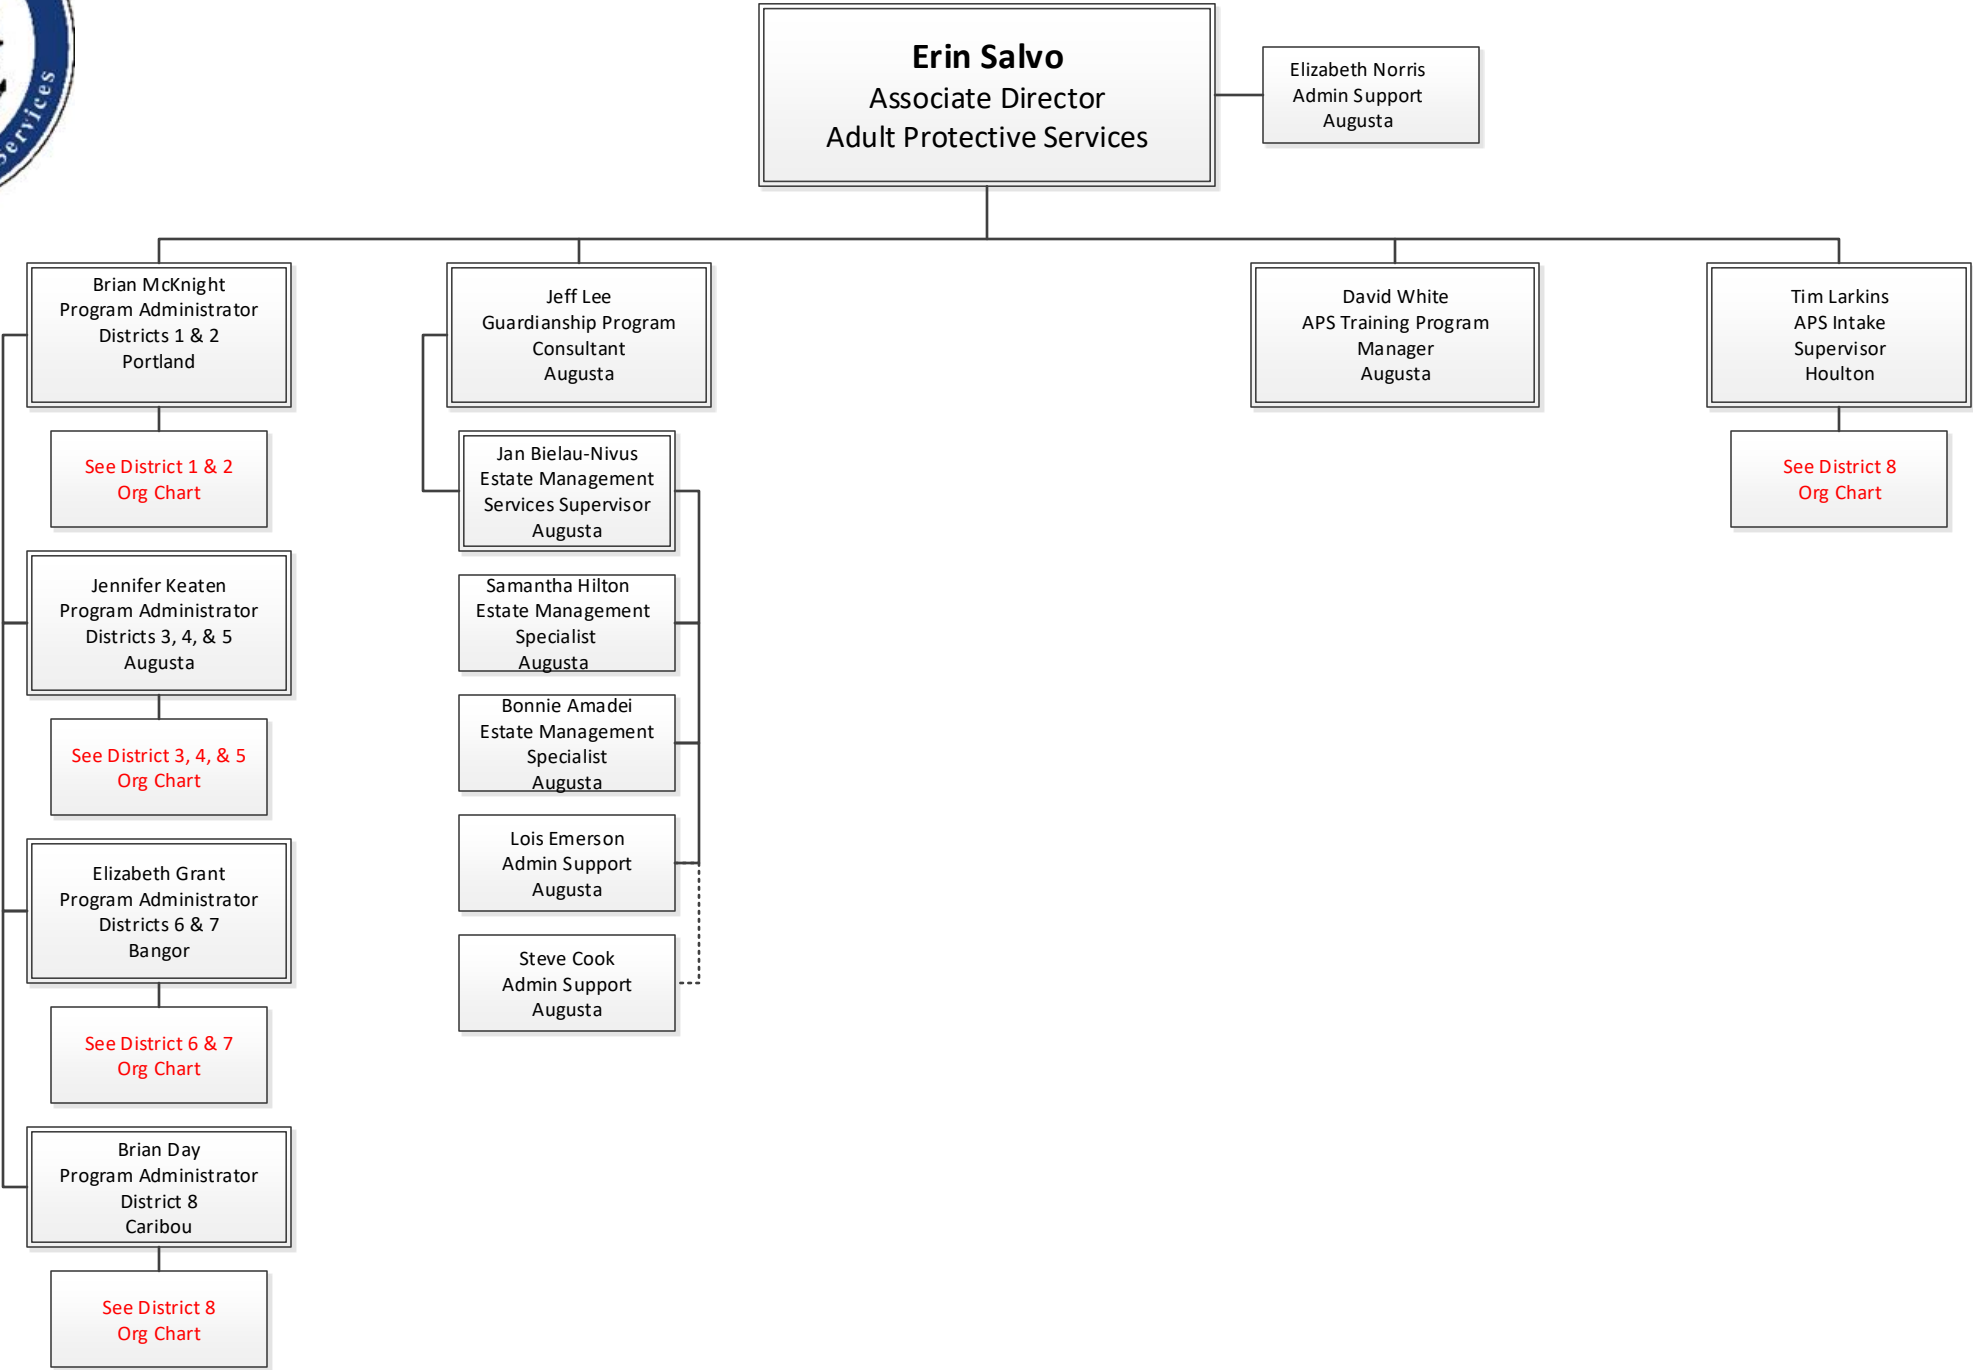 Services
Erin Salvo
Associate Director
Adult Protective Services
Elizabeth Norris
Admin Support
Augusta
Brian McKnight
Program Administrator
Districts 1 & 2
Portland
See District 1 & 2
Org Chart
Jennifer Keaten
Program Administrator
Districts 3, 4, & 5
Augusta
See District 3, 4, & 5
Org Chart
Elizabeth Grant
Program Administrator
Districts 6 & 7
Bangor
See District 6 & 7
Org Chart
Brian Day
Program Administrator
District 8
Caribou
See District 8
Org Chart
Jeff Lee
Guardianship Program
Consultant
Augusta
Jan Bielau-Nivus
Estate Management
Services Supervisor
Augusta
Samantha Hilton
Estate Management
Specialist
Augusta
Bonnie Amadei
Estate Management
Specialist
Augusta
Lois Emerson
Admin Support
Augusta
Steve Cook
Admin Support
Augusta
David White
APS Training Program
Manager
Augusta
Tim Larkins
APS Intake
Supervisor
Houlton
See District 8
Org Chart